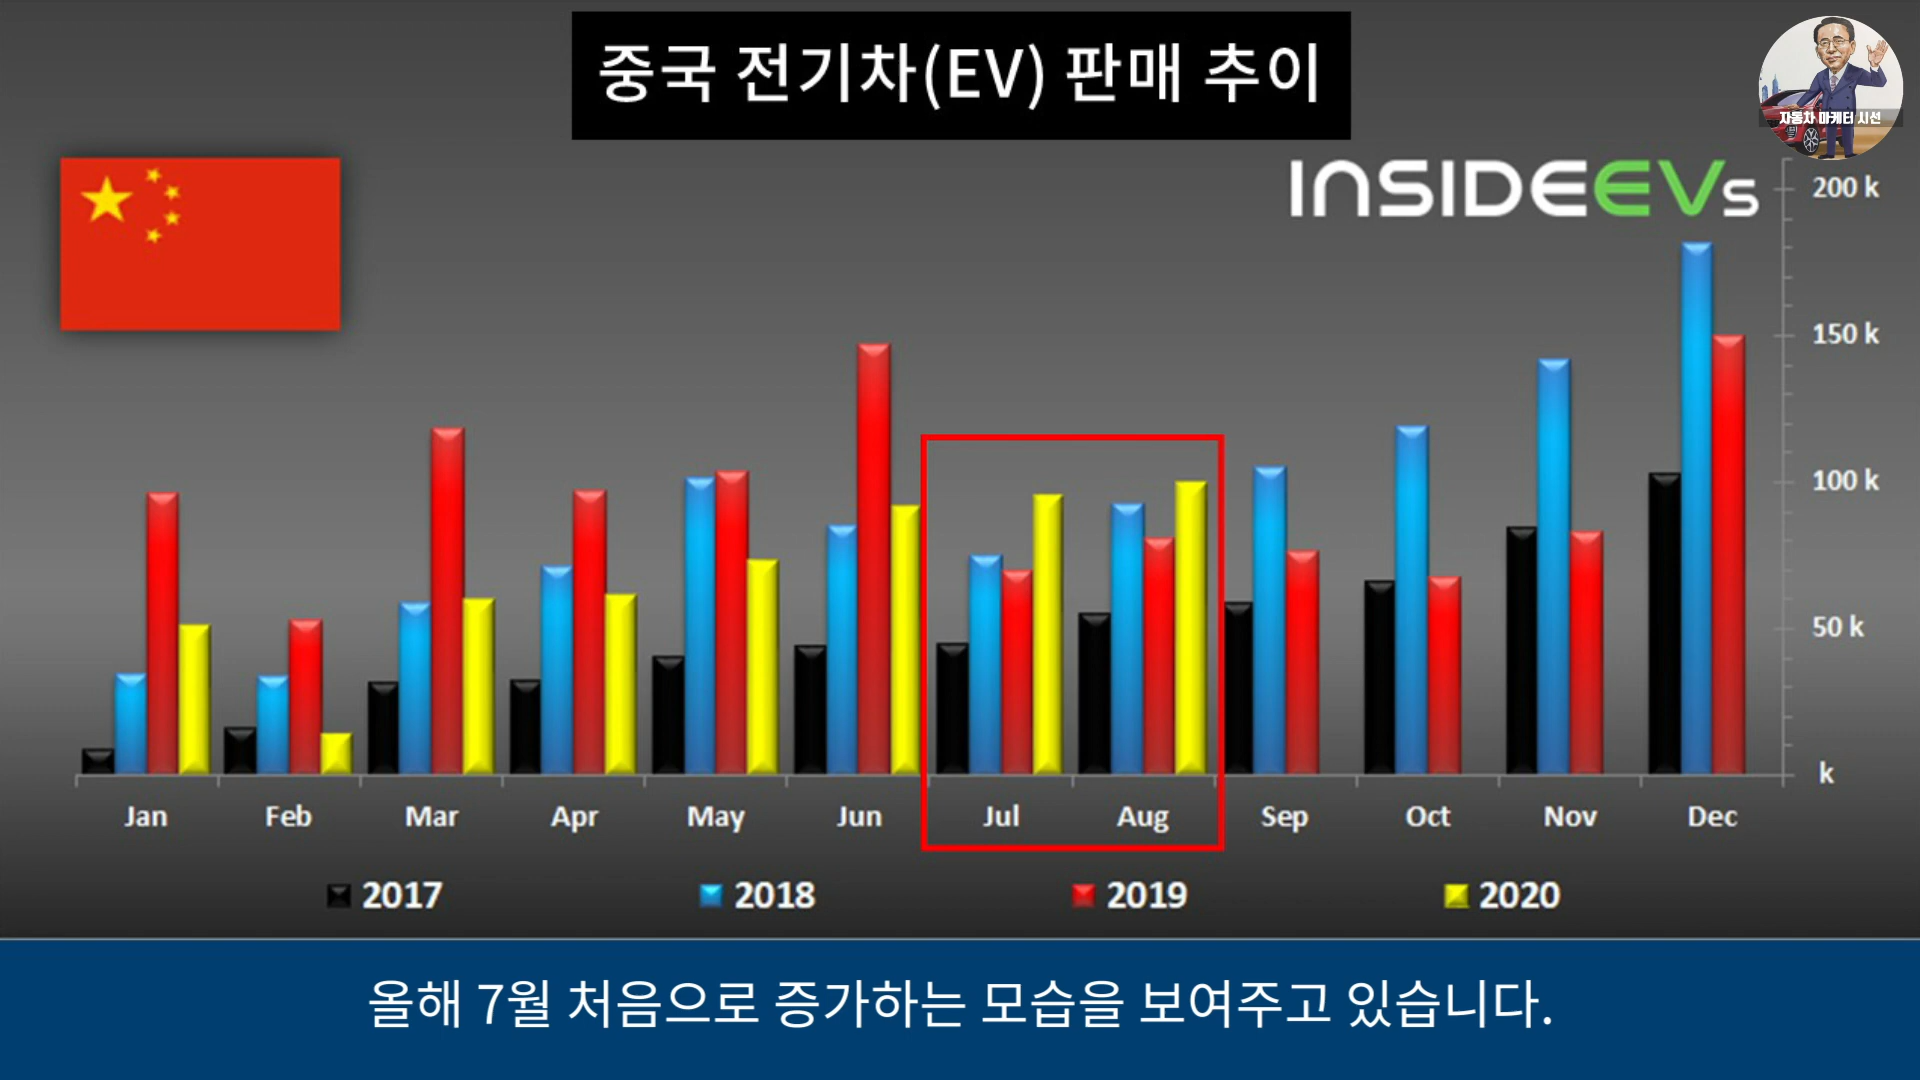 중국 전기차(EV) 판매 추이
자동차 마케터 시선
INSIDEEVs
200 k
150 k
100 k
50 k
k
Jan Feb Mar Apr May Jun Jul Aug Sep Oct Nov Dec
2017 2018 2019 2020
올해 7월 처음으로 증가하는 모습을 보여주고 있습니다.